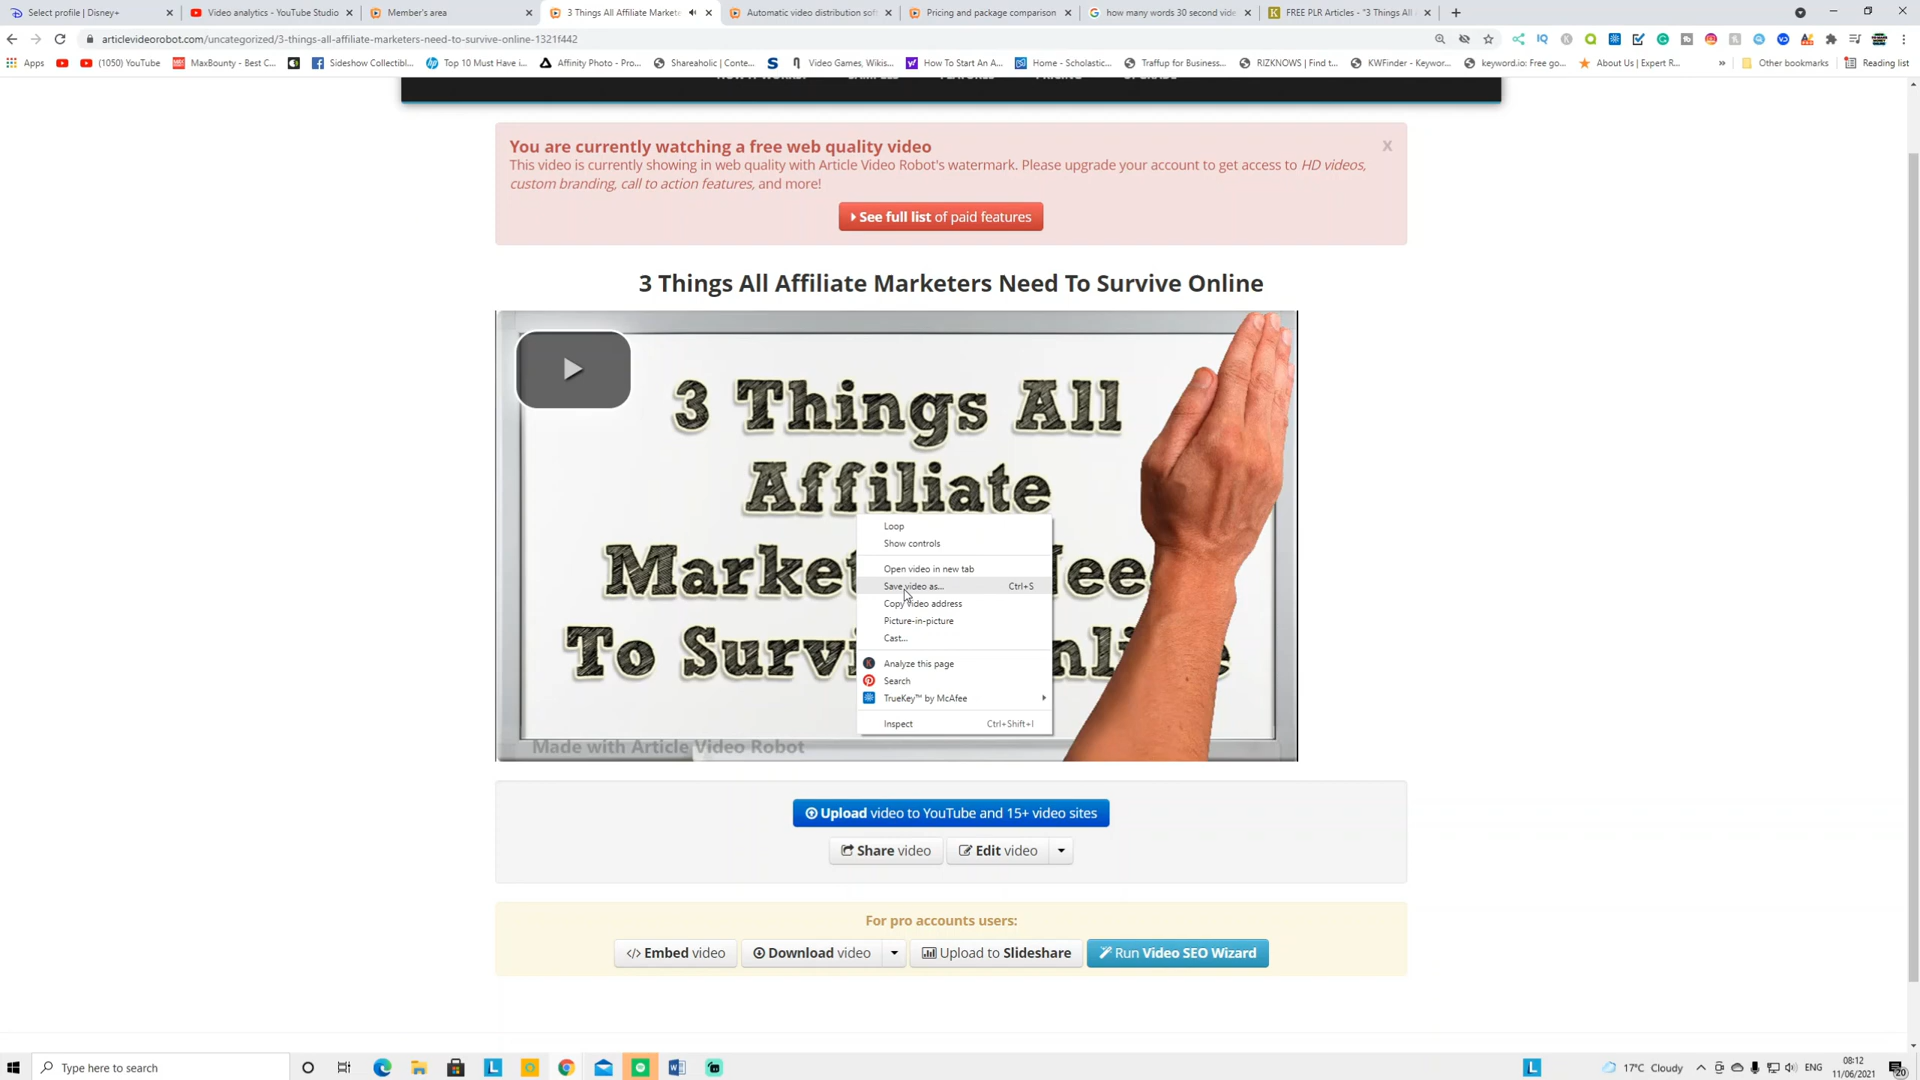 Select profile | Disney+
Video analytics - YouTube Studio
Member's area
3 Things All Affiliate Markete
Automatic video distribution sof
Pricing and package comparison
how many words 30 second vide
FREE PLR Articles - "3 Things All
articlevideorobot.com/uncategorized/3-things-all-affiliate-marketers-need-to-survive-online-1321f442
Apps
(1050) YouTube
MaxBounty - Best C...
Sideshow Collectibl...
Top 10 Must Have i...
Affinity Photo - Pro...
Shareaholic | Conte...
Video Games, Wikis...
How To Start An A...
Home - Scholastic...
Traffup for Business...
RIZKNOWS | Find t...
KWFinder - Keywor...
keyword.io: Free go...
About Us | Expert R...
Other bookmarks
Reading list
You are currently watching a free web quality video
This video is currently showing in web quality with Article Video Robot's watermark. Please upgrade your account to get access to HD videos,
custom branding, call to action features, and more!
See full list of paid features
3 Things All Affiliate Marketers Need To Survive Online
3 Things All
Affiliate
Market
Nee
To Survi
nli
Loop
Show controls
Open video in new tab
Save video as... Ctrl+S
Copy video address
Picture-in-picture
Cast...
Analyze this page
Search
TrueKey™ by McAfee
Inspect Ctrl+Shift+I
Made with Article Video Robot
Upload video to YouTube and 15+ video sites
Share video
Edit video
For pro accounts users:
Embed video
Download video
Upload to Slideshare
Run Video SEO Wizard
Type here to search
17°C Cloudy
ENG
08:12
11/06/2021
20